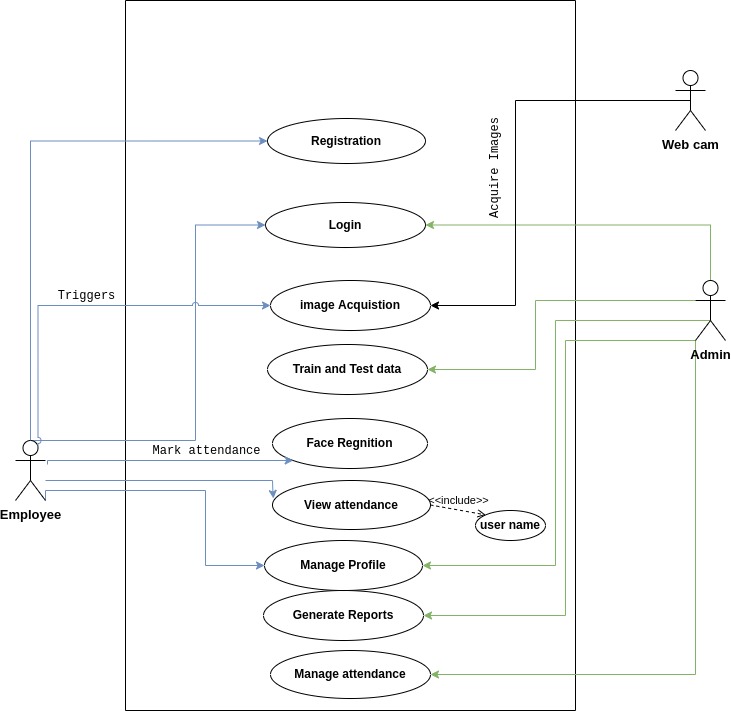 Web cam
Acquire Images
Registration
Login
Triggers
image Acquistion
Admin
Train and Test data
Face Regnition
Mark attendance
Employee
View attendance
<<include>>
user name
Manage Profile
Generate Reports
Manage attendance